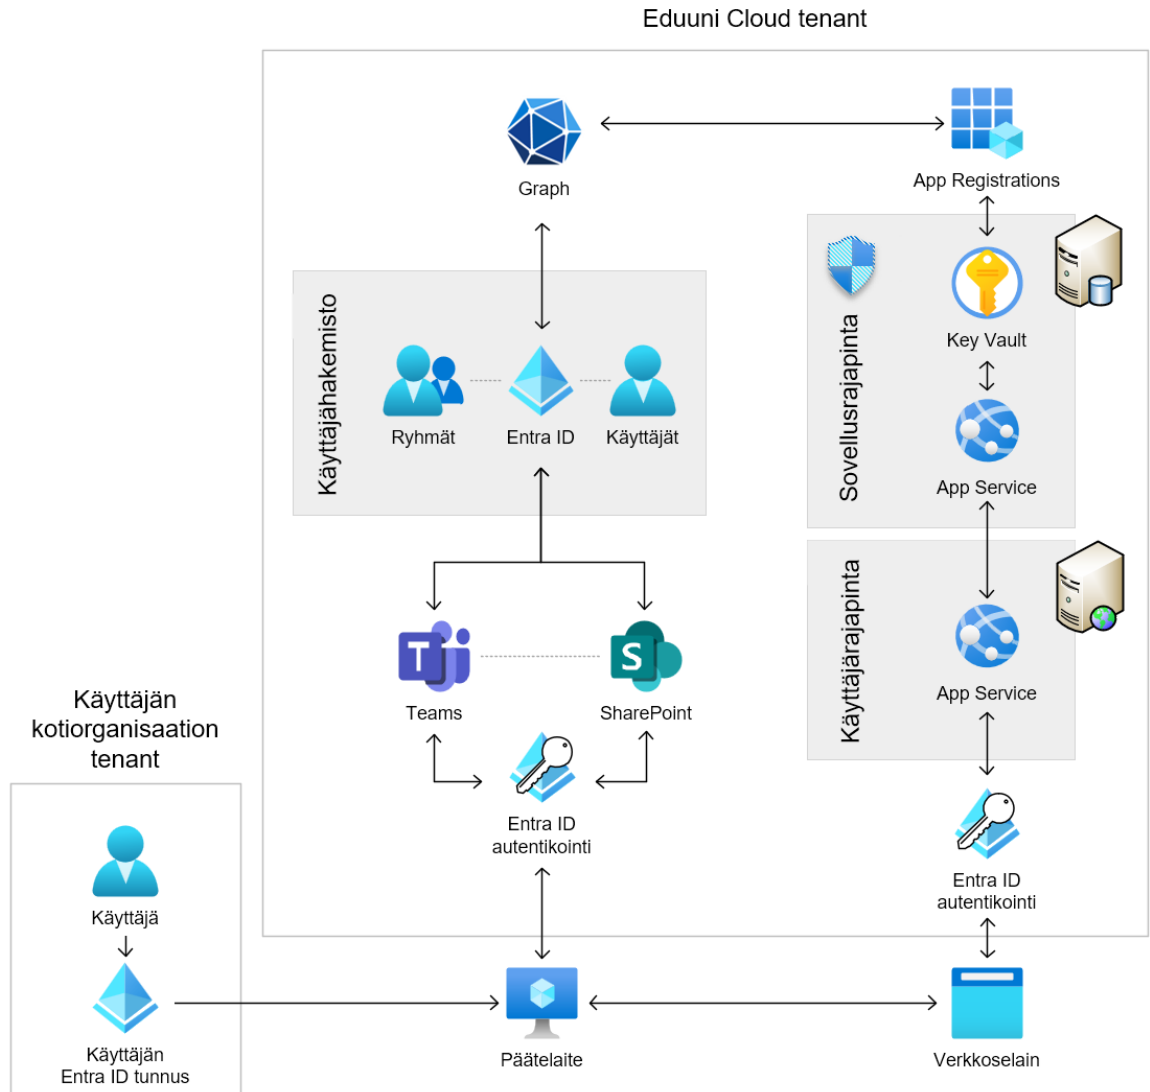 Eduuni Cloud tenant
Graph
App Registrations
Käyttäjähakemisto
Ryhmät
Entra ID
Käyttäjät
Sovellusrajapinta
Key Vault
App Service
Käyttäjärajapinta
App Service
Teams
SharePoint
Entra ID
autentikointi
Entra ID
autentikointi
Käyttäjän
kotiorganisaation
tenant
Käyttäjä
Käyttäjän
Entra ID tunnus
Päätelaite
Verkkoselain